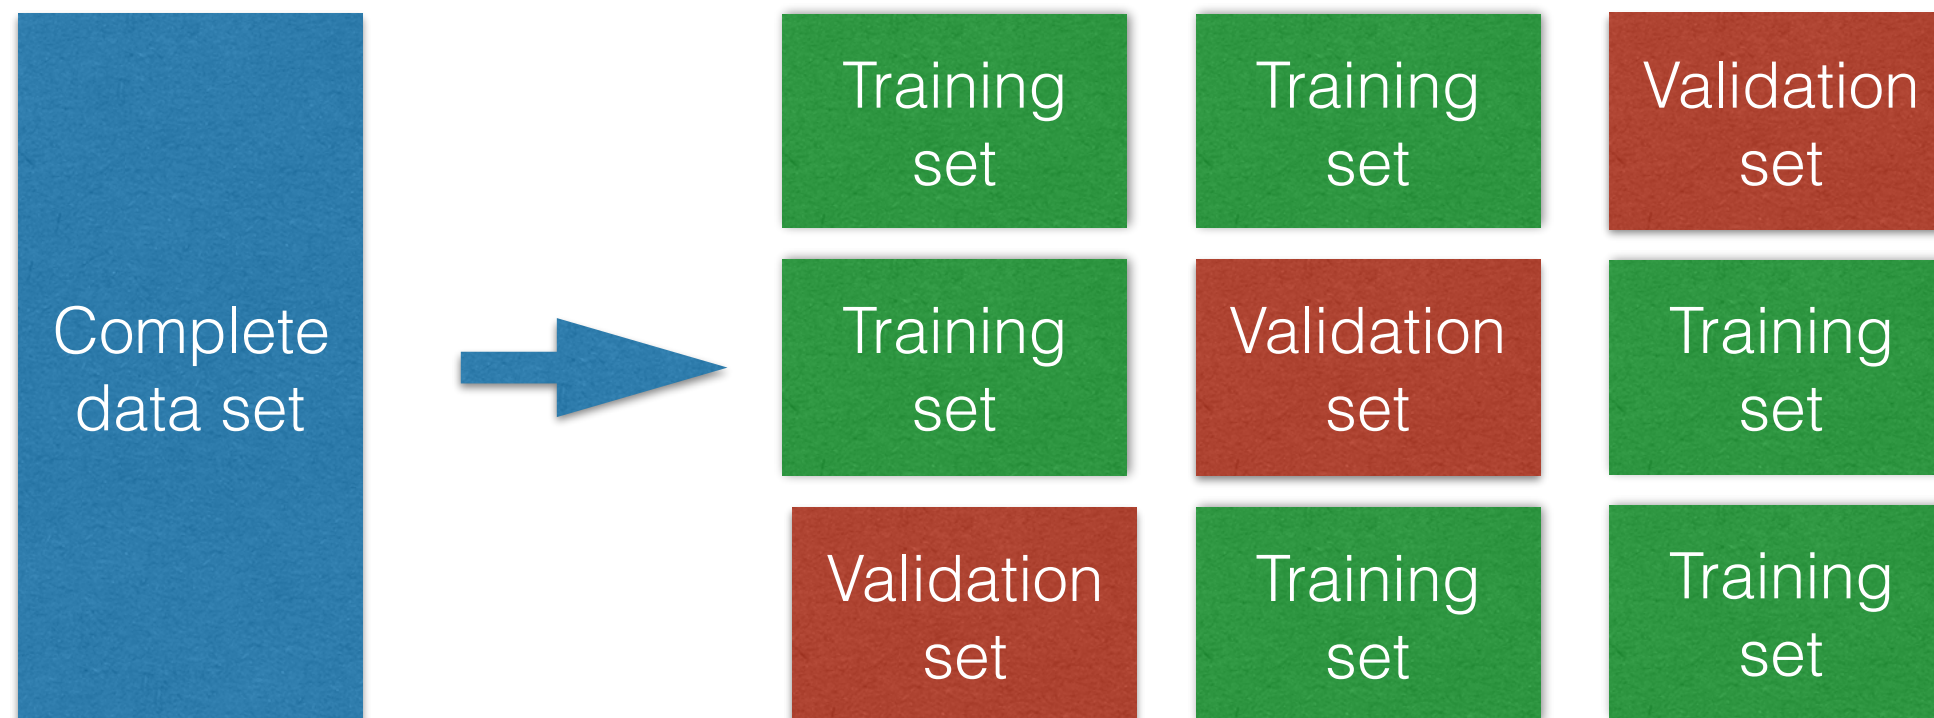 Complete
data set
Training
set
Training
set
Validation
set
Training
set
Validation
set
Training
set
Validation
set
Training
set
Training
set